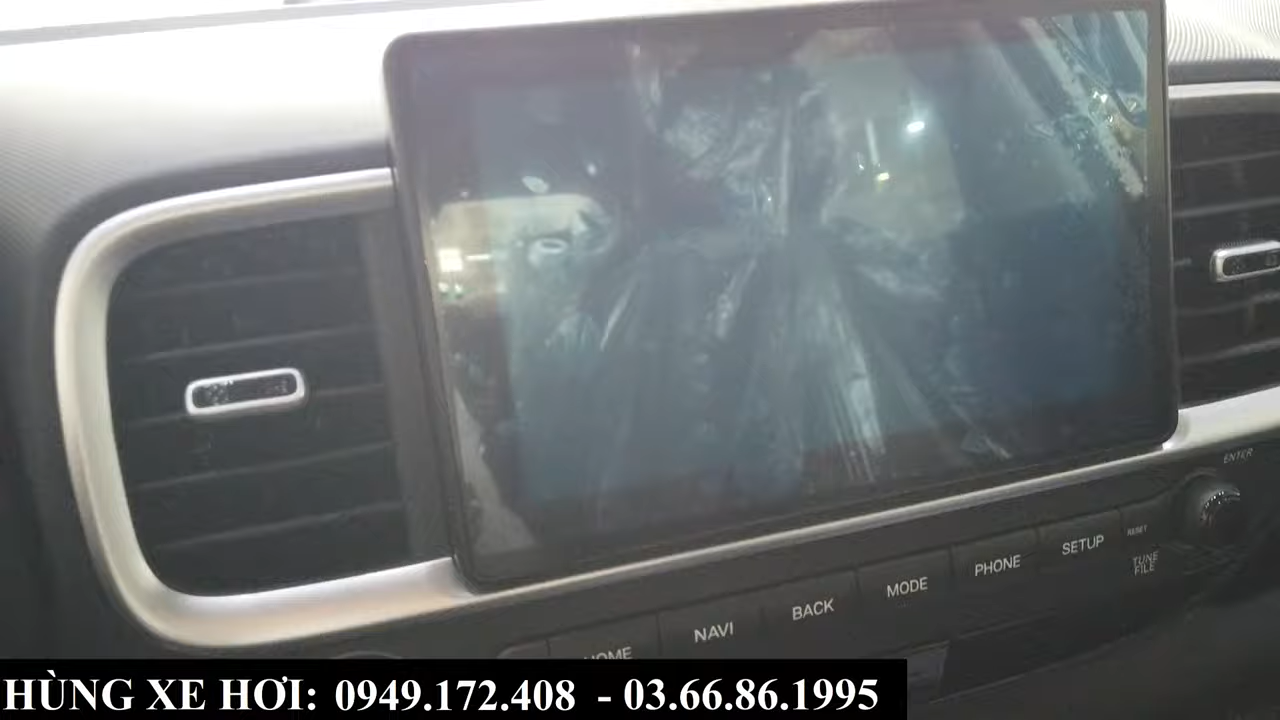 ENTER
HOME NAVI BACK MODE PHONE SETUP RESET
TUNE
FILE
HÙNG XE HƠI: 0949.172.408 - 03.66.86.1995